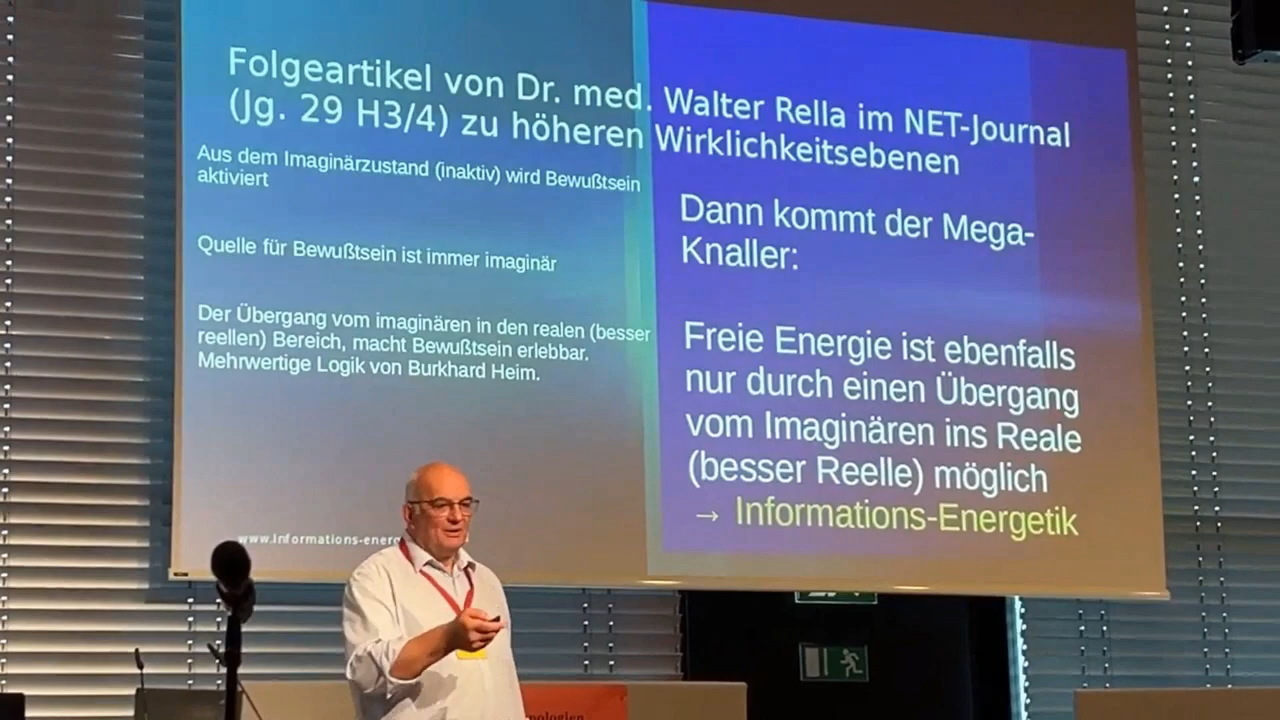 Folgeartikel von Dr. med. Walter Rella im NET-Journal
(Jg. 29 H3/4) zu höheren Wirklichkeitsebenen
Aus dem Imaginärzustand (inaktiv) wird Bewußtsein
aktiviert
Quelle für Bewußtsein ist immer imaginär
Der Übergang vom imaginären in den realen (besser
reellen) Bereich, macht Bewußtsein erlebbar.
Mehrwertige Logik von Burkhard Heim.
Dann kommt der Mega-
Knaller:
Freie Energie ist ebenfalls
nur durch einen Übergang
vom Imaginären ins Reale
(besser Reelle) möglich
→ Informations-Energetik
www.informations-energ